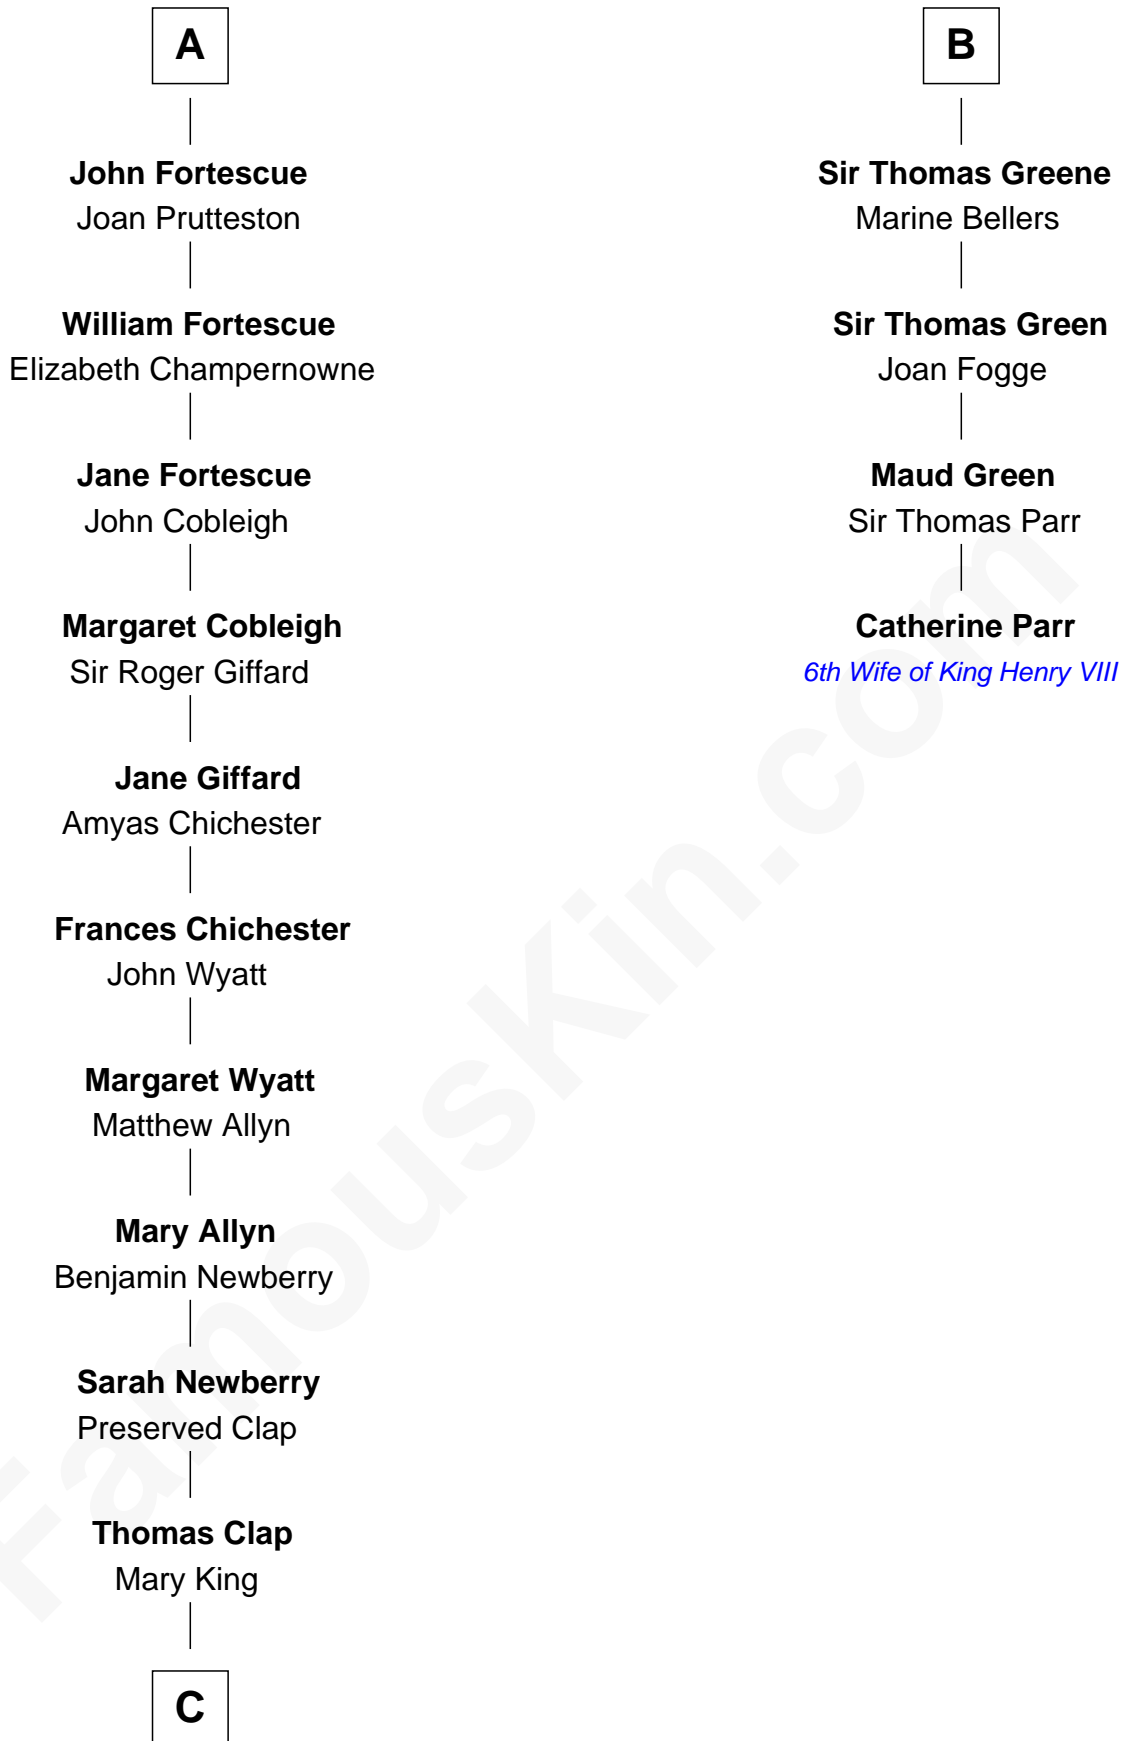 A
John Fortescue
Joan Prutteston
William Fortescue
Elizabeth Champernowne
Jane Fortescue
John Cobleigh
Margaret Cobleigh
Sir Roger Giffard
Jane Giffard
Amyas Chichester
Frances Chichester
John Wyatt
Margaret Wyatt
Matthew Allyn
Mary Allyn
Benjamin Newberry
Sarah Newberry
Preserved Clap
Thomas Clap
Mary King
C
B
Sir Thomas Greene
Marine Bellers
Sir Thomas Green
Joan Fogge
Maud Green
Sir Thomas Parr
Catherine Parr
6th Wife of King Henry VIII
FamousKin.com